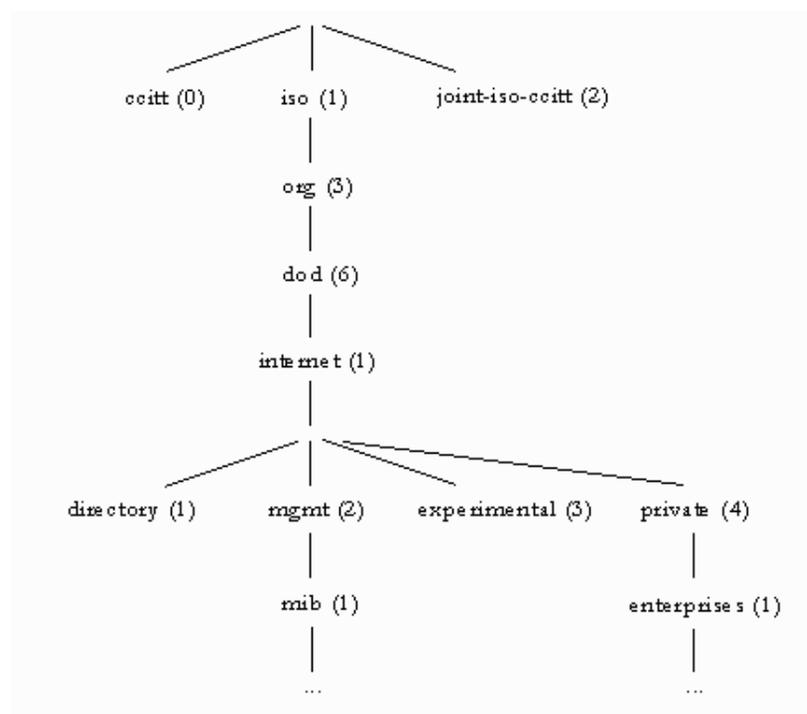 ccitt (0) iso (1) joint-iso-ccitt (2)
org (3)
dod (6)
internet (1)
directory (1) mgmt (2) experimental (3) private (4)
mib (1) enterprises (1)
... ...